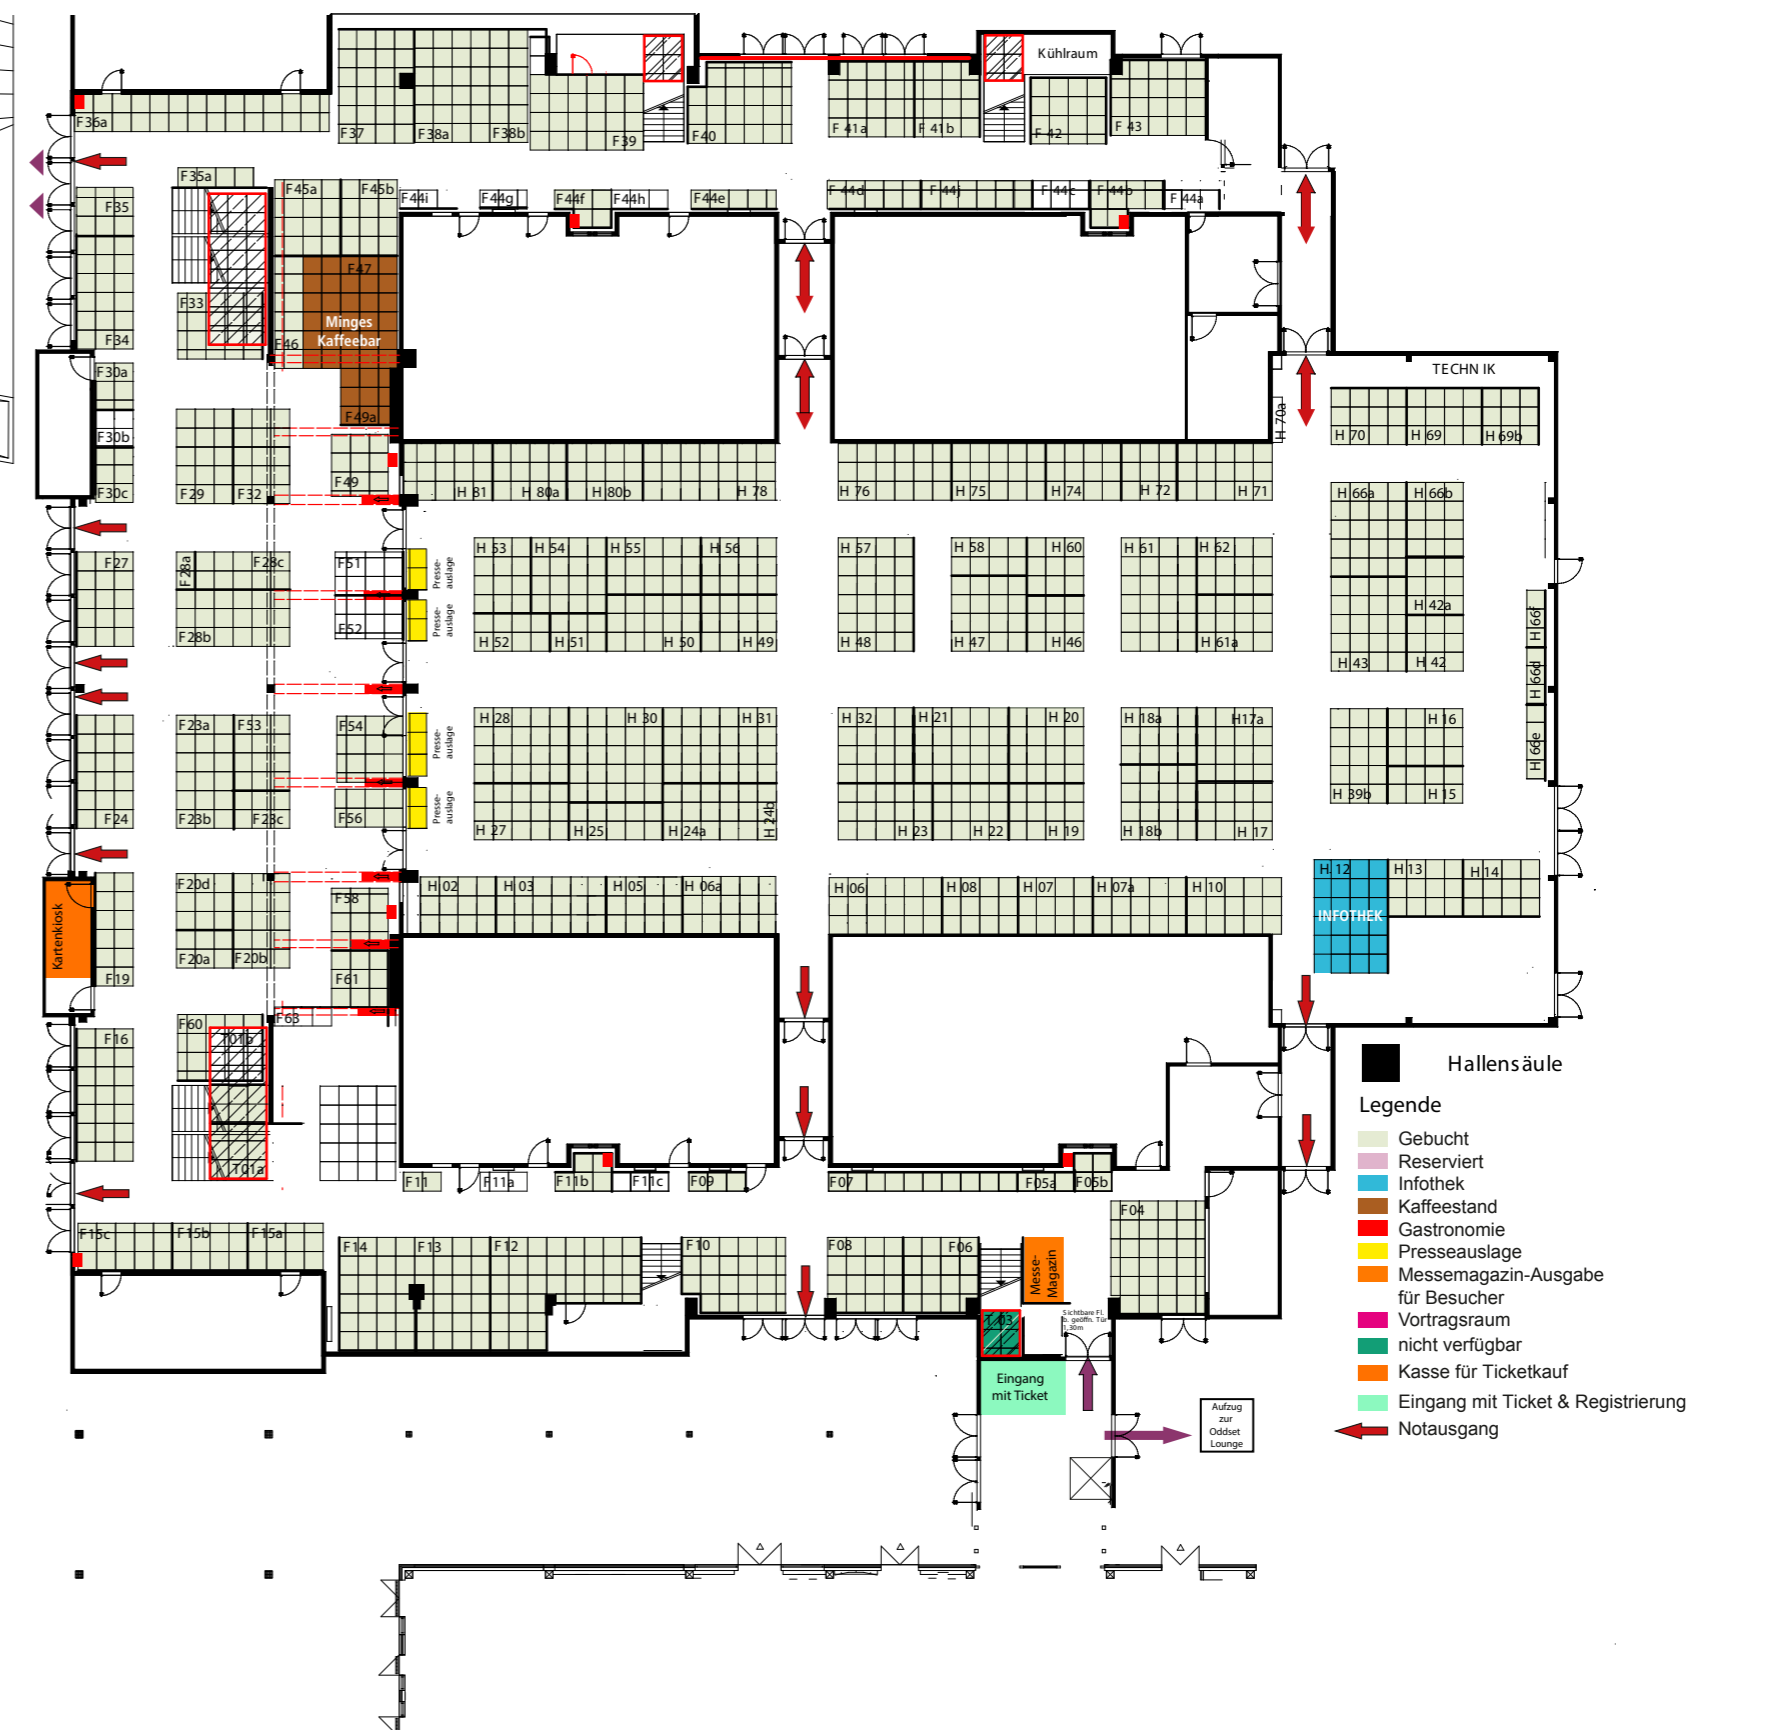 Kühlraum
F36a
F37
F38a
F38b
F39
F40
F 41a
F 41b
F 42
F 43
F35a
F35
F45a
F45b
F44i
F44g
F44f
F44h
F44e
F 44d
F 44j
F 44c
F 44b
F 44a
F47
F33
F34
F46
Minges
Kaffeebar
F30a
F49a
F30b
F30c
F29
F32
F49
TECHN IK
H 70a
H 70
H 69
H 69b
H 81
H 80a
H 80b
H 78
H 76
H 75
H 74
H 72
H 71
H 66a
H 66b
F27
F28a
F28c
F28b
F51
F52
Presse-
auslage
Presse-
auslage
H 53
H 54
H 55
H 56
H 57
H 58
H 60
H 61
H 62
H 52
H 51
H 50
H 49
H 48
H 47
H 46
H 61a
H 42a
H 43
H 42
H 66f
H 66d
H 66e
F23a
F53
F54
F24
F23b
F23c
F56
Presse-
auslage
Presse-
auslage
H 28
H 30
H 31
H 32
H 21
H 20
H 18a
H17a
H 16
H 39b
H 15
H 27
H 25
H 24a
H 24b
H 23
H 22
H 19
H 18b
H 17
Kartenkiosk
F19
F20d
F20a
F20b
F58
F61
F63
H 02
H 03
H 05
H 06a
H 06
H 08
H 07
H 07a
H 10
H 12
H 13
H 14
INFOTHEK
F60
F16
T01b
T01a
F11
F11a
F11b
F11c
F09
F07
F05a
F05b
F04
F15c
F15b
F15a
F14
F13
F12
F10
F08
F06
Messe-
Magazin
T 03
Sichtbare Fl.
b. geöffn. Tür
1,30m
Eingang
mit Ticket
Aufzug
zur
Oddset
Lounge
Hallensäule
Legende
Gebucht
Reserviert
Infothek
Kaffeestand
Gastronomie
Presseauslage
Messemagazin-Ausgabe
für Besucher
Vortragsraum
nicht verfügbar
Kasse für Ticketkauf
Eingang mit Ticket & Registrierung
Notausgang